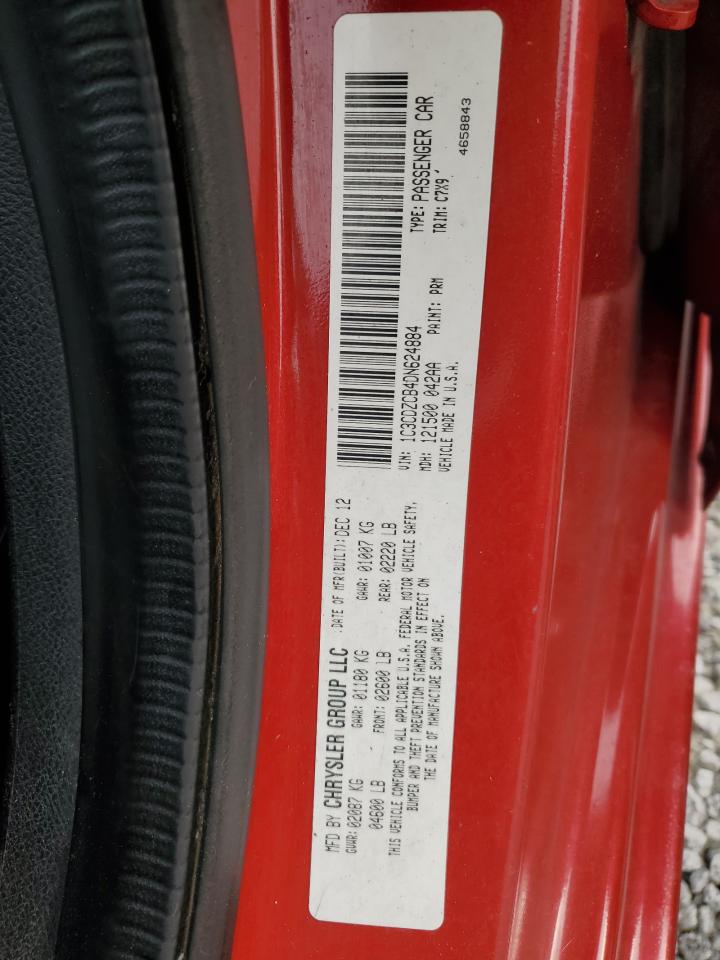 MFD BY CHRYSLER GROUP LLC .DATE OF MFR(BUILT):DEC 12
GVWR: 02087 KG GAWR: 01180 KG GAWR: 01007 KG
04600 LB FRONT: 02600 LB REAR: 02220 LB
THIS VEHICLE CONFORMS TO ALL APPLICABLE U.S.A. FEDERAL MOTOR VEHICLE SAFETY,
BUMPER AND THEFT PREVENTION STANDARDS IN EFFECT ON
THE DATE OF MANUFACTURE SHOWN ABOVE.
VIN: 1C3CDZCB4DN624884 TYPE: PASSENGER CAR
MDH: 121500 042AA PAINT: PRM TRIM: C7X9
VEHICLE MADE IN U.S.A. 4658843